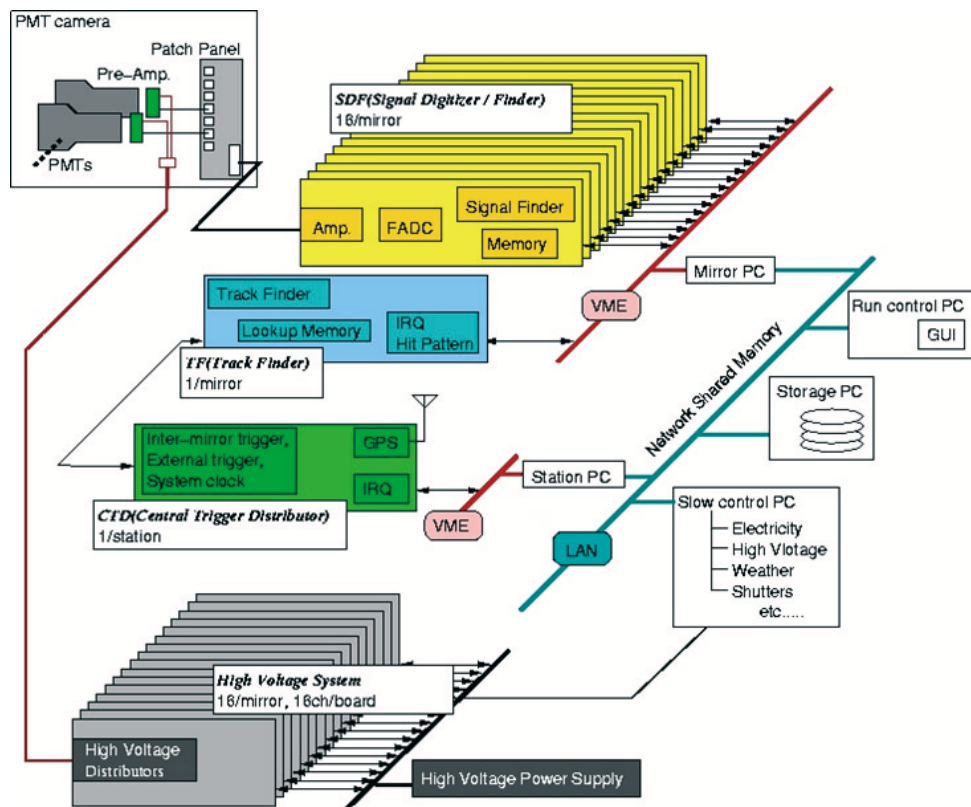 PMT camera
Patch Panel
Pre-Amp.
PMTs
SDF(Signal Digitizer / Finder)
16/mirror
Signal Finder
Amp.
FADC
Memory
Mirror PC
VME
Run control PC
GUI
Track Finder
Lookup Memory
IRQ
Hit Pattern
TF(Track Finder)
1/mirror
Network Shared Memory
Storage PC
Inter-mirror trigger,
External trigger,
System clock
GPS
IRQ
CTD(Central Trigger Distributor)
1/station
VME
Station PC
LAN
Slow control PC
Electricity
High Vlotage
Weather
Shutters
etc.....
High Voltage System
16/mirror, 16ch/board
High Voltage
Distributors
High Voltage Power Supply